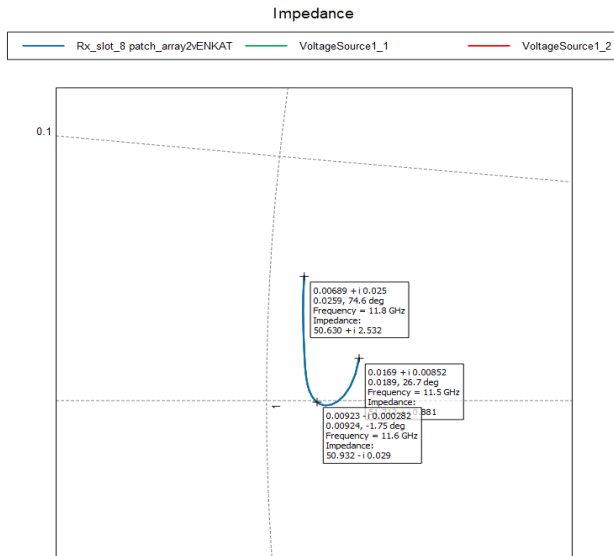 Impedance
Rx_slot_8 patch_array2vENKAT
VoltageSource1_1
VoltageSource1_2
0.1
0.00689 + i 0.025
0.0259, 74.6 deg
Frequency = 11.8 GHz
Impedance:
50.630 + i 2.532
0.0169 + i 0.00852
0.0189, 26.7 deg
Frequency = 11.5 GHz
Impedance:
1
0.00923 - i 0.000282
0.00924, -1.75 deg
Frequency = 11.6 GHz
Impedance:
50.932 - i 0.029